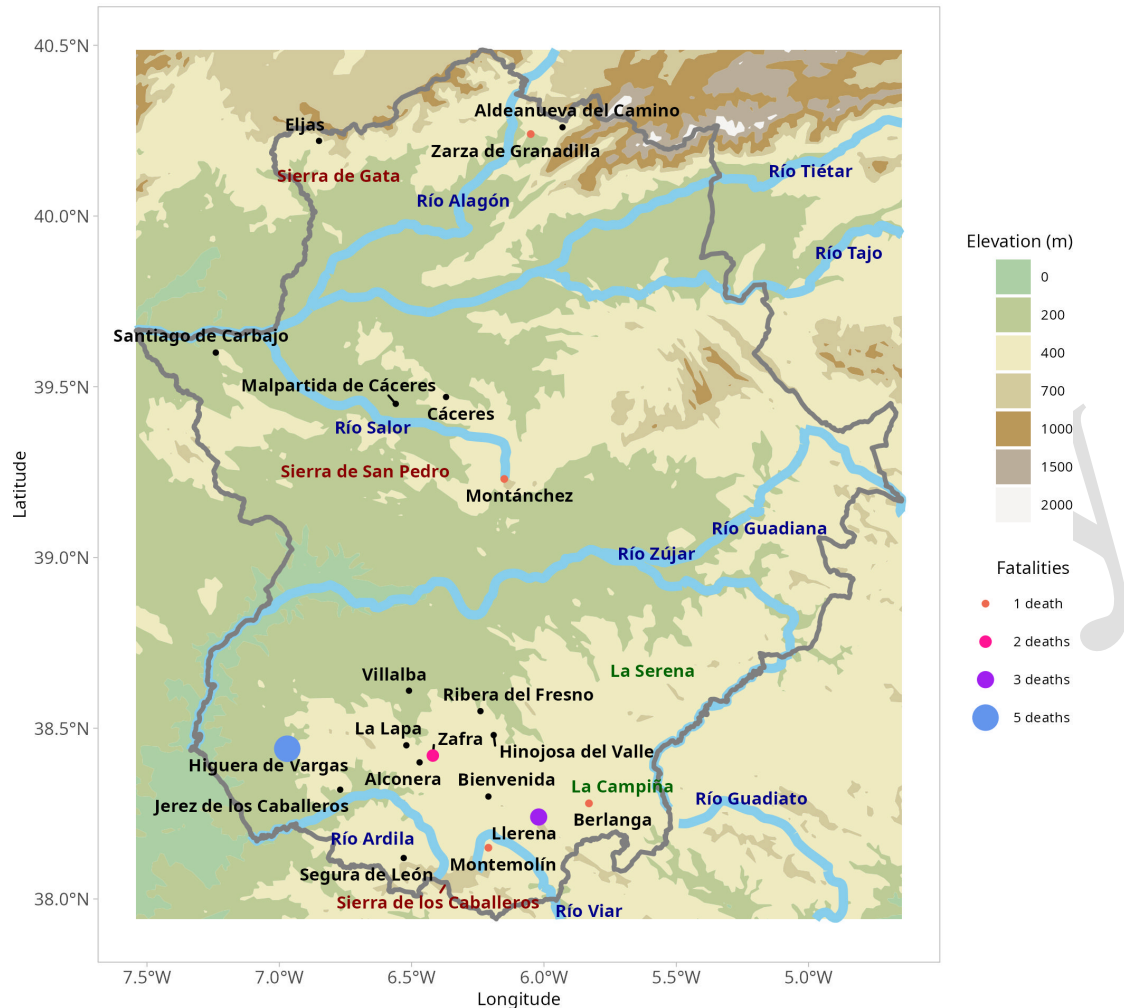 40.5°N
40.0°N
39.5°N
39.0°N
38.5°N
38.0°N
Latitude
Aldeanueva del Camino
Eljas
Zarza de Granadilla
Sierra de Gata
Río Tiétar
Río Alagón
Río Tajo
Santiago de Carbajo
Malpartida de Cáceres
Cáceres
Río Salor
Sierra de San Pedro
Montánchez
Río Guadiana
Río Zújar
La Serena
Villalba
Ribera del Fresno
La Lapa
Zafra
Hinojosa del Valle
Higuera de Vargas
Alconera
Bienvenida
La Campiña
Río Guadiato
Jerez de los Caballeros
Berlanga
Llerena
Río Ardila
Montemolín
Segura de León
Sierra de los Caballeros
Río Viar
7.5°W
7.0°W
6.5°W
6.0°W
5.5°W
5.0°W
Longitude
Elevation (m)
0
200
400
700
1000
1500
2000
Fatalities
1 death
2 deaths
3 deaths
5 deaths
y